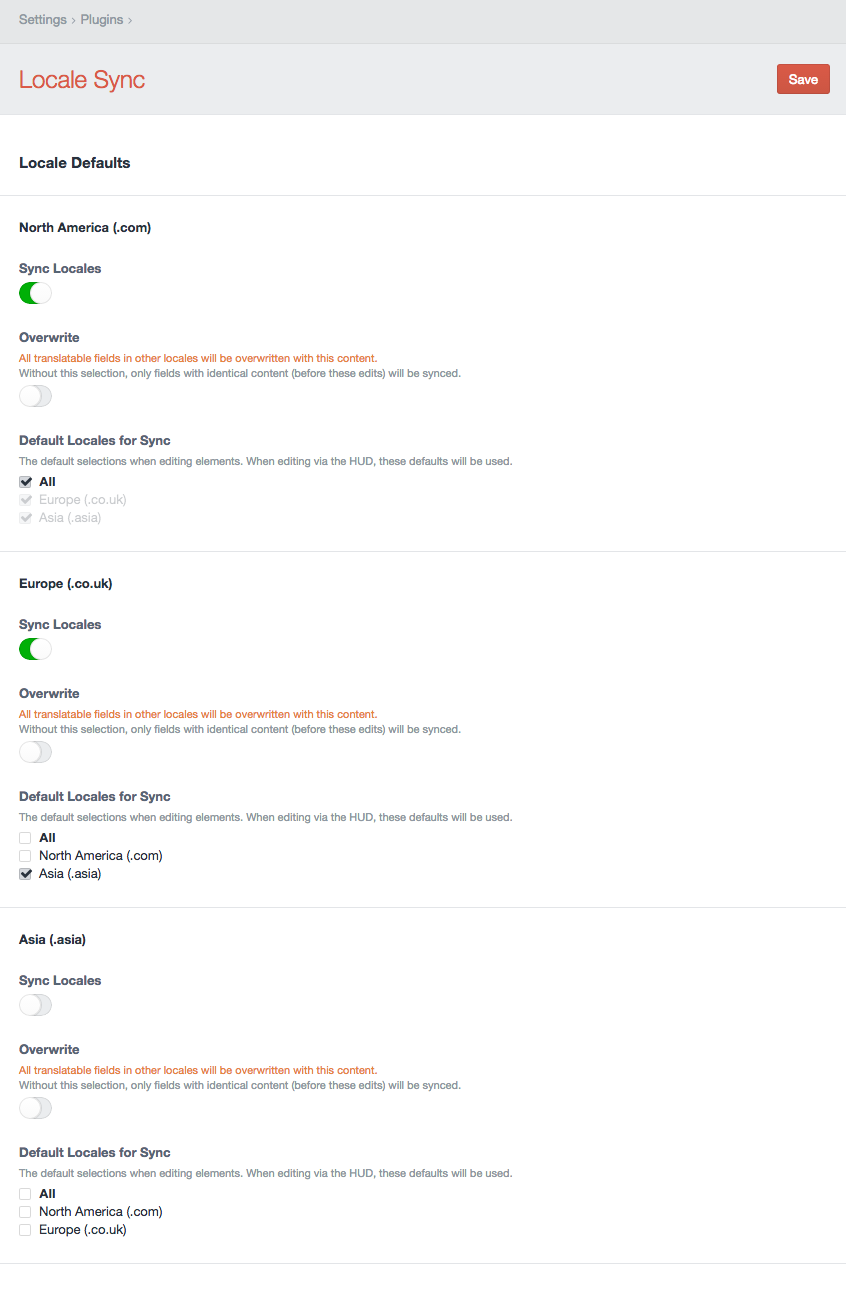 Settings › Plugins ›
Locale Sync
Save
Locale Defaults
North America (.com)
Sync Locales
Overwrite
All translatable fields in other locales will be overwritten with this content.
Without this selection, only fields with identical content (before these edits) will be synced.
Default Locales for Sync
The default selections when editing elements. When editing via the HUD, these defaults will be used.
All
Europe (.co.uk)
Asia (.asia)
Europe (.co.uk)
Sync Locales
Overwrite
All translatable fields in other locales will be overwritten with this content.
Without this selection, only fields with identical content (before these edits) will be synced.
Default Locales for Sync
The default selections when editing elements. When editing via the HUD, these defaults will be used.
All
North America (.com)
Asia (.asia)
Asia (.asia)
Sync Locales
Overwrite
All translatable fields in other locales will be overwritten with this content.
Without this selection, only fields with identical content (before these edits) will be synced.
Default Locales for Sync
The default selections when editing elements. When editing via the HUD, these defaults will be used.
All
North America (.com)
Europe (.co.uk)